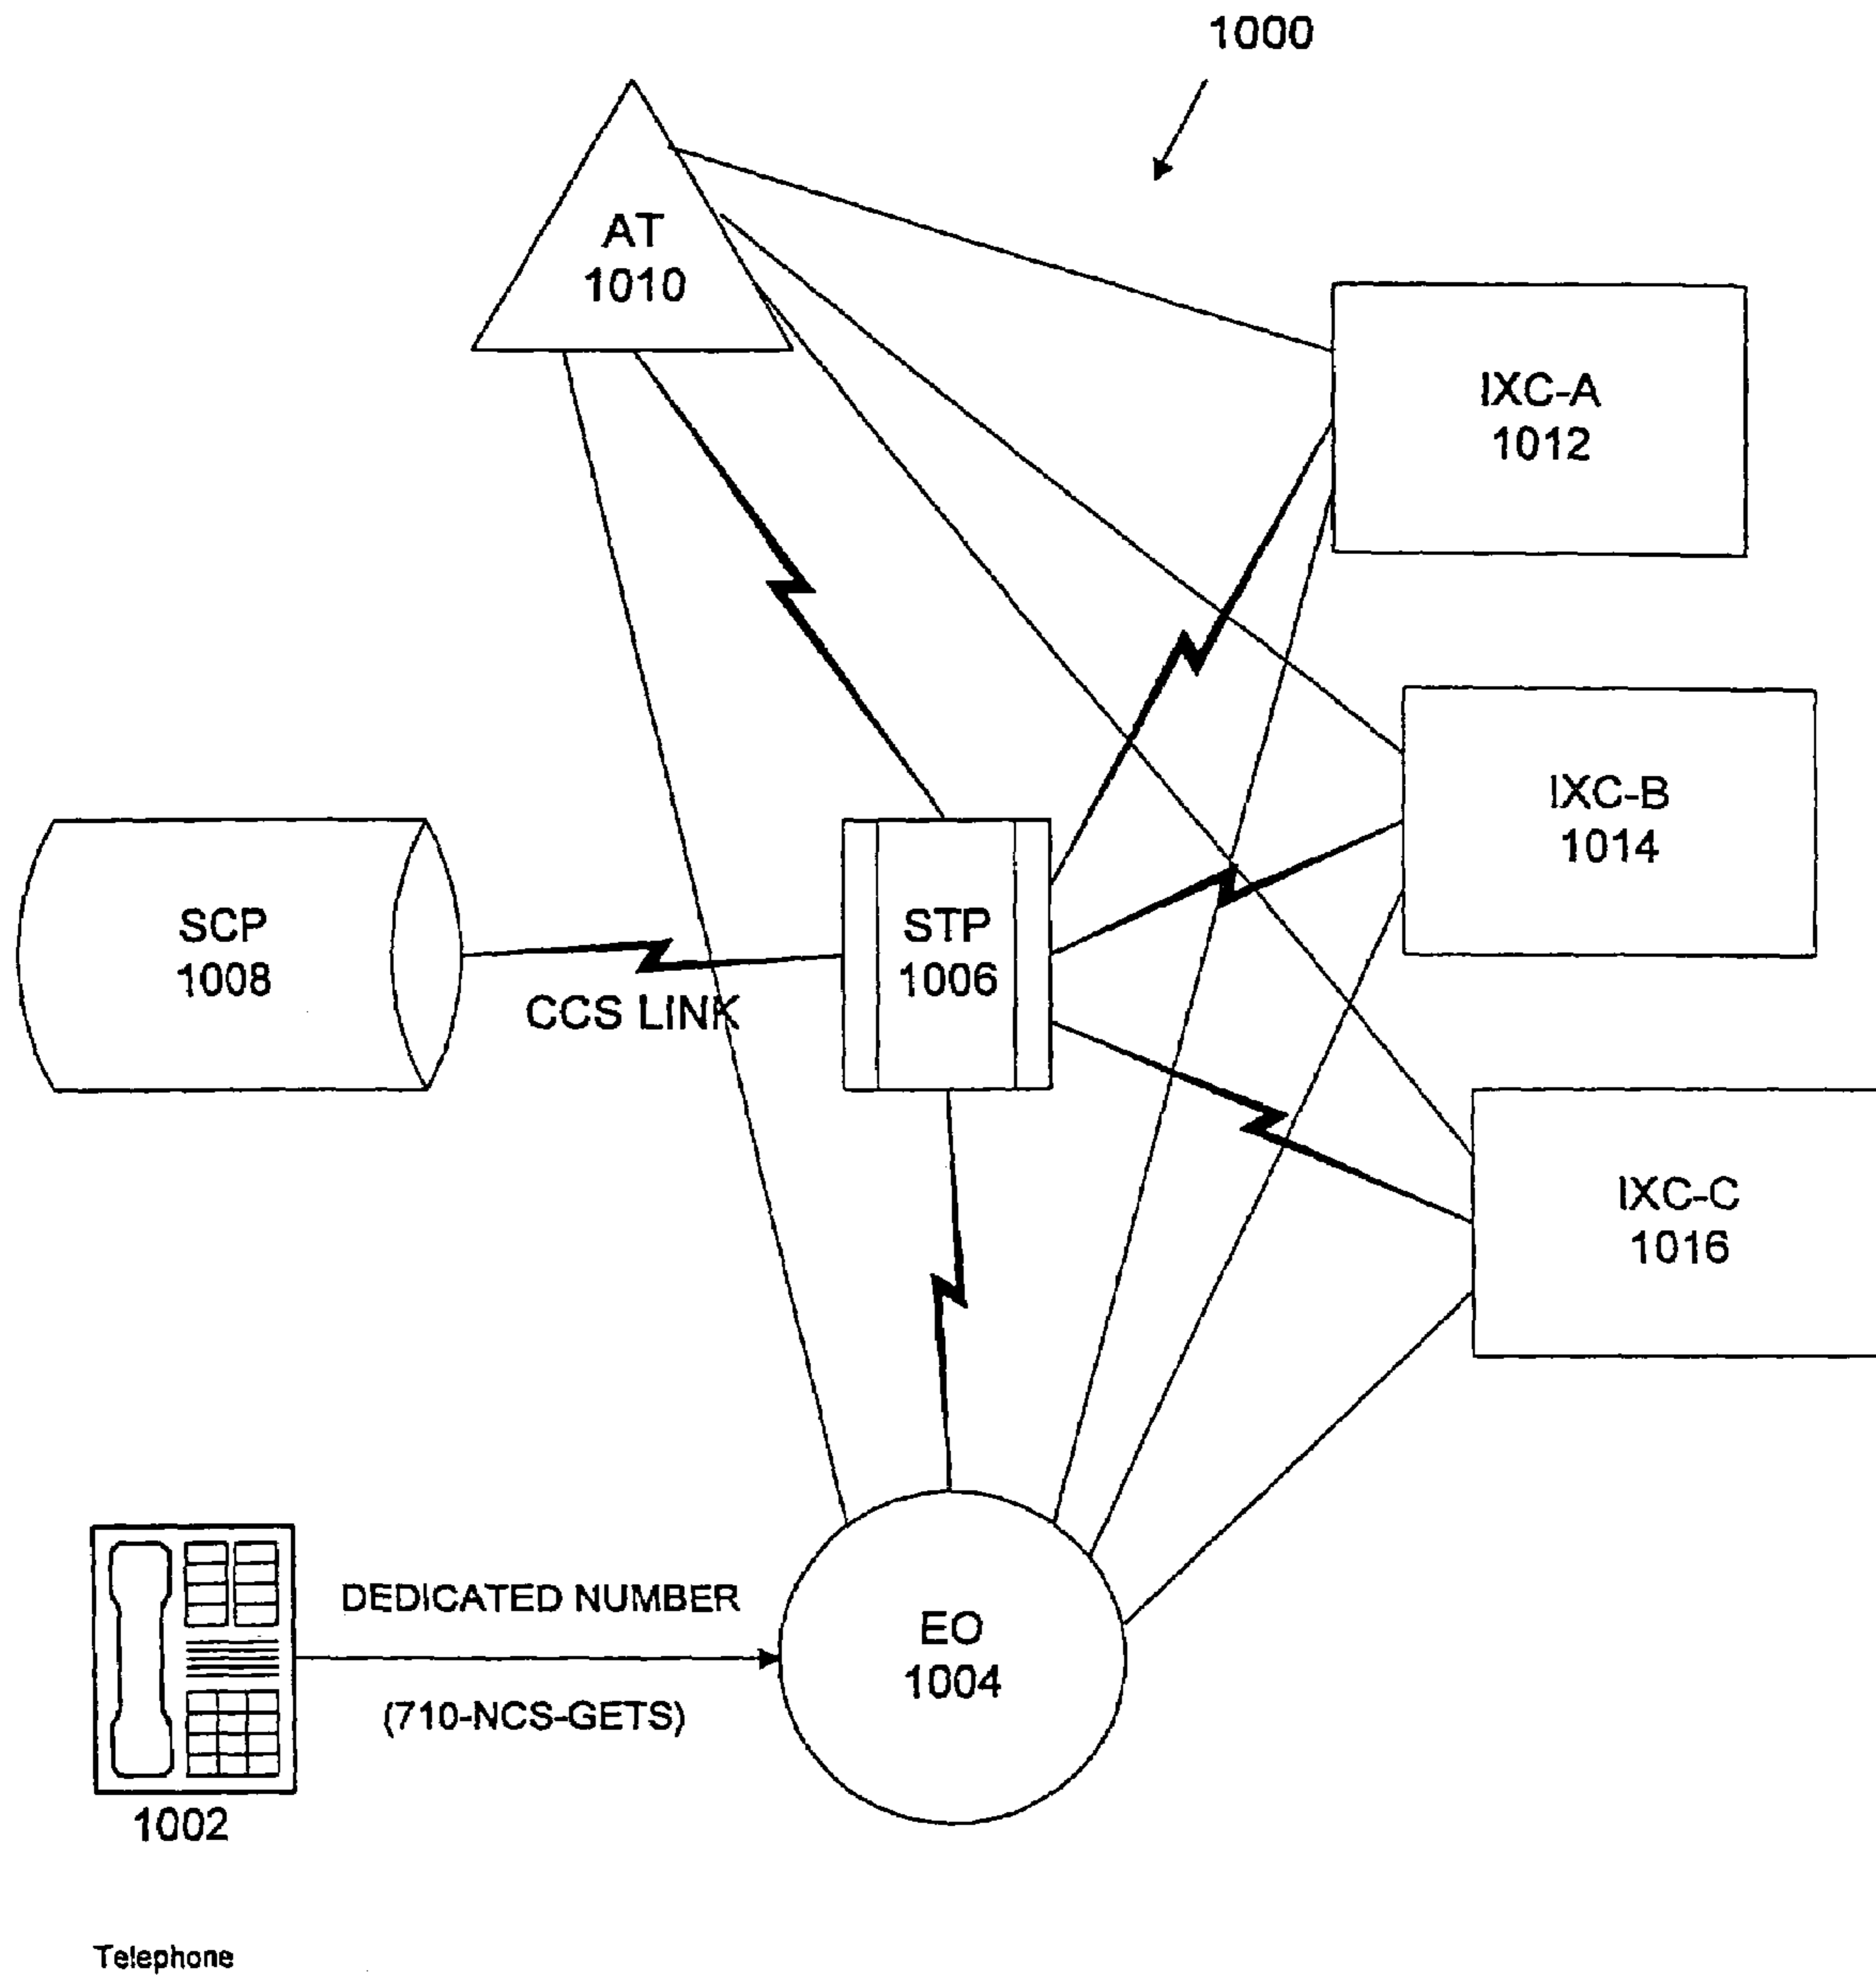 1000
AT
1010
IXC-A
1012
IXC-B
1014
SCP
1008
CCS LINK
STP
1006
IXC-C
1016
DEDICATED NUMBER
(710-NCS-GETS)
EO
1004
1002
Telephone